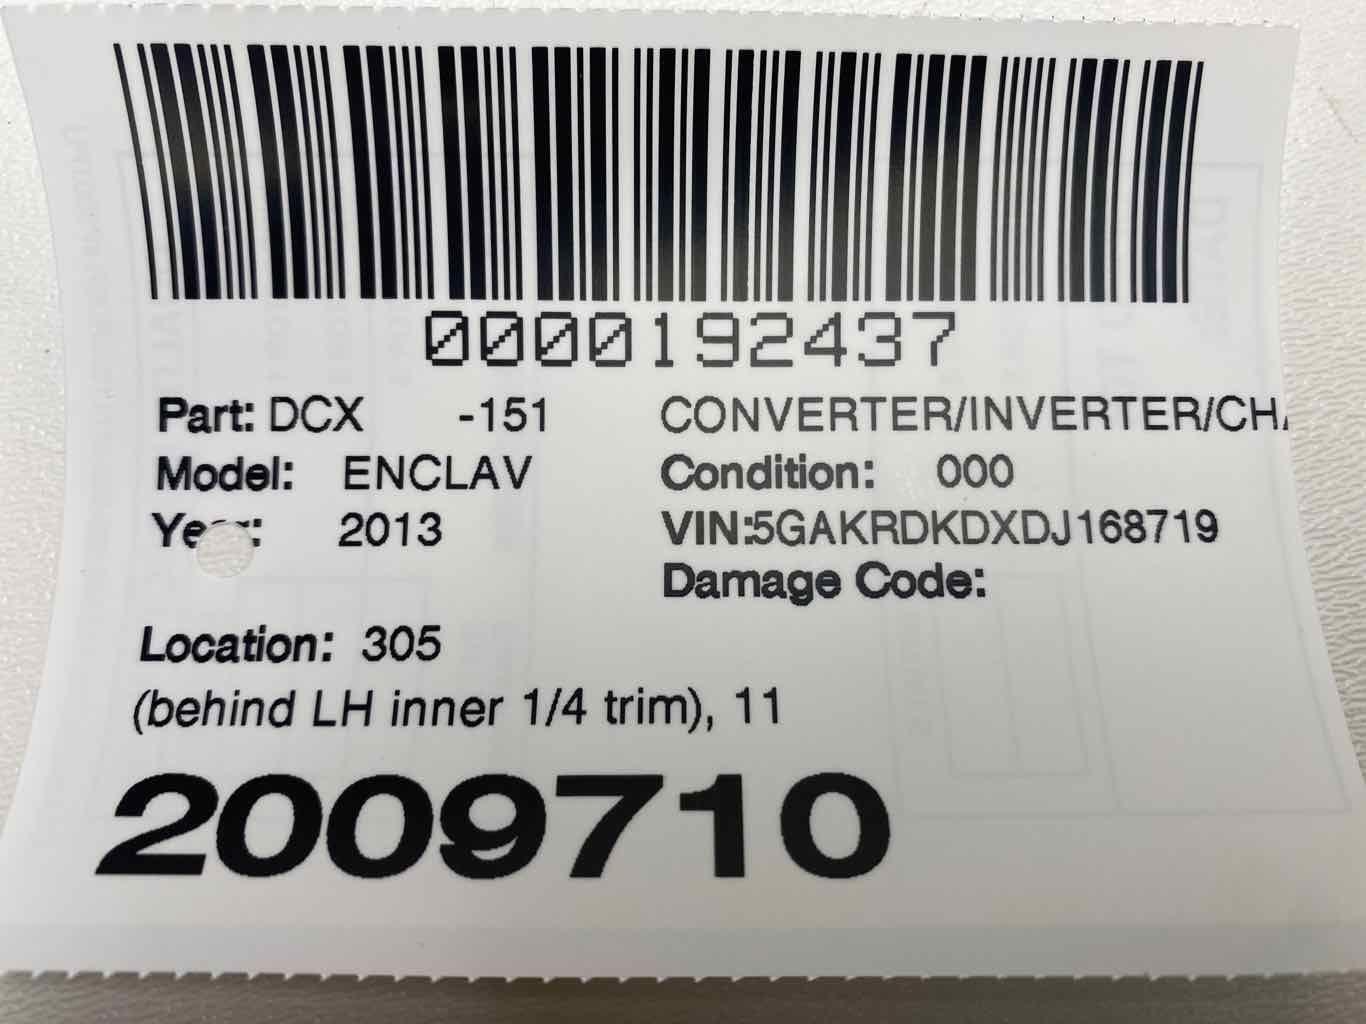 0000192437
Part: DCX -151 CONVERTER/INVERTER/CHA
Model: ENCLAV Condition: 000
Year: 2013 VIN:5GAKRDKDXDJ168719
Damage Code:
Location: 305
(behind LH inner 1/4 trim), 11
2009710